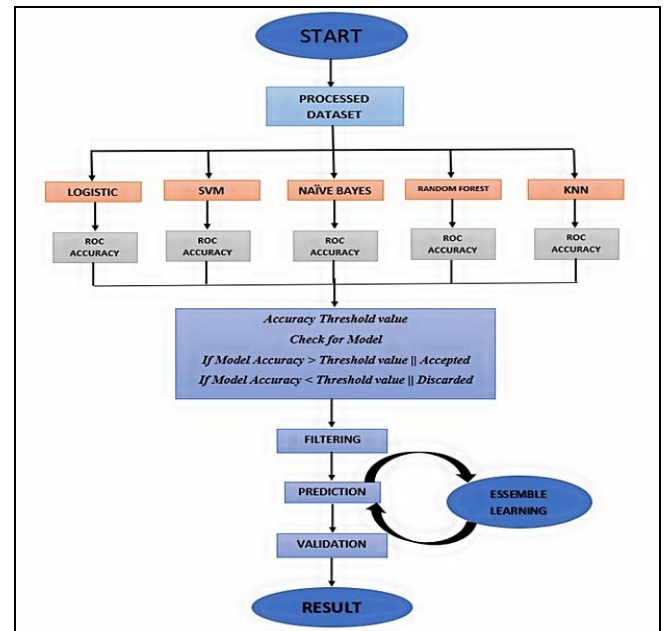 START
PROCESSED
DATASET
LOGISTIC
SVM
NAÏVE BAYES
RANDOM FOREST
KNN
ROC
ACCURACY
ROC
ACCURACY
ROC
ACCURACY
ROC
ACCURACY
ROC
ACCURACY
Accuracy Threshold value
Check for Model
If Model Accuracy > Threshold value || Accepted
If Model Accuracy < Threshold value || Discarded
FILTERING
PREDICTION
ESSEMBLE
LEARNING
VALIDATION
RESULT